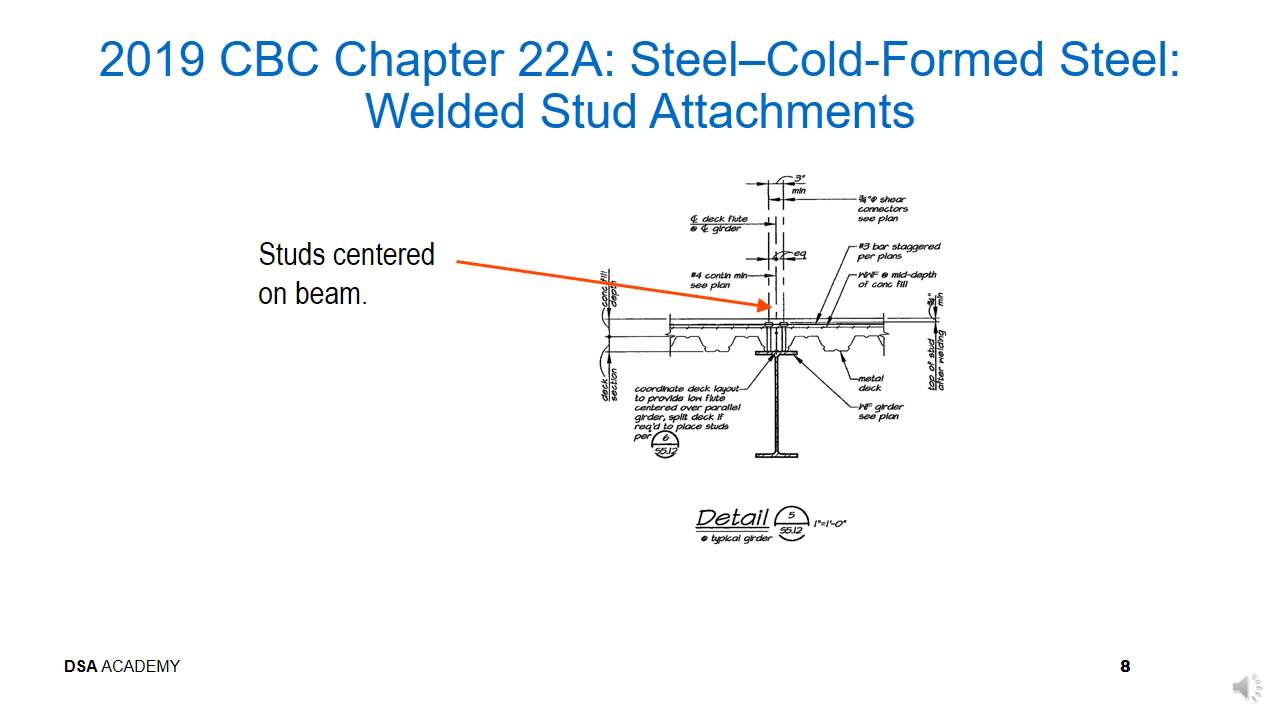 2019 CBC Chapter 22A: Steel–Cold-Formed Steel:
Welded Stud Attachments
Studs centered
on beam.
3"
min
¾"Φ shear
connectors
see plan
℄ deck flute
@ ℄ girder
#3 bar staggered
per plans
eq
#4 contin min
see plan
WWF @ mid-depth
of conc fill
conc fill
depth
¾"
min
top of stud
after welding
deck
section
metal
deck
coordinate deck layout
to provide low flute
centered over parallel
girder, split deck if
req'd to place studs
per 6
S5.12
WF girder
see plan
Detail 5
S5.12
1"=1'-0"
@ typical girder
DSA ACADEMY
8